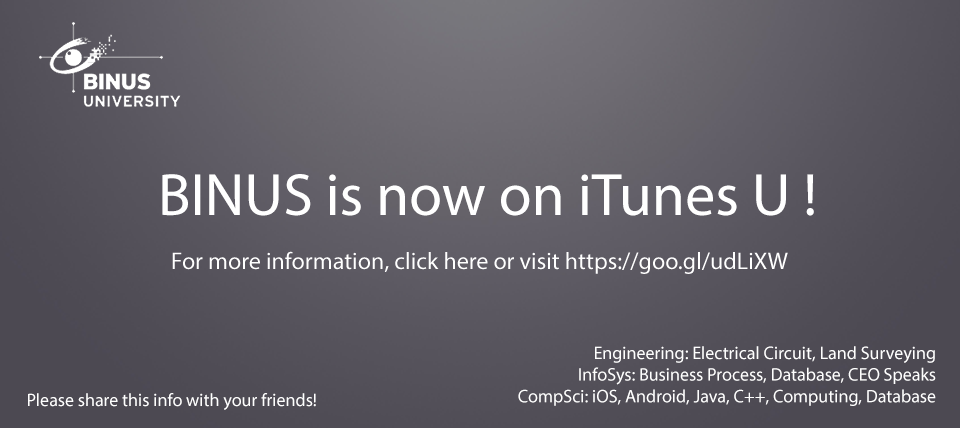 BINUS
UNIVERSITY
BINUS is now on iTunes U !
For more information, click here or visit https://goo.gl/udLiXW
Engineering: Electrical Circuit, Land Surveying
InfoSys: Business Process, Database, CEO Speaks
CompSci: iOS, Android, Java, C++, Computing, Database
Please share this info with your friends!